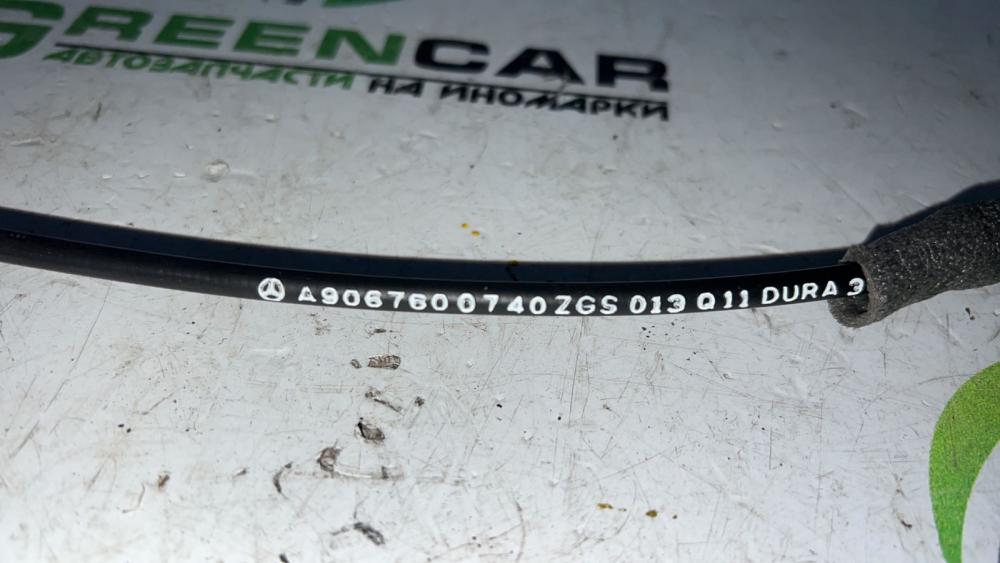 GREENCAR
АВТОЗАПЧАСТИ НА ИНОМАРКИ
A9067600740ZGS 013 Q11 DURA 3